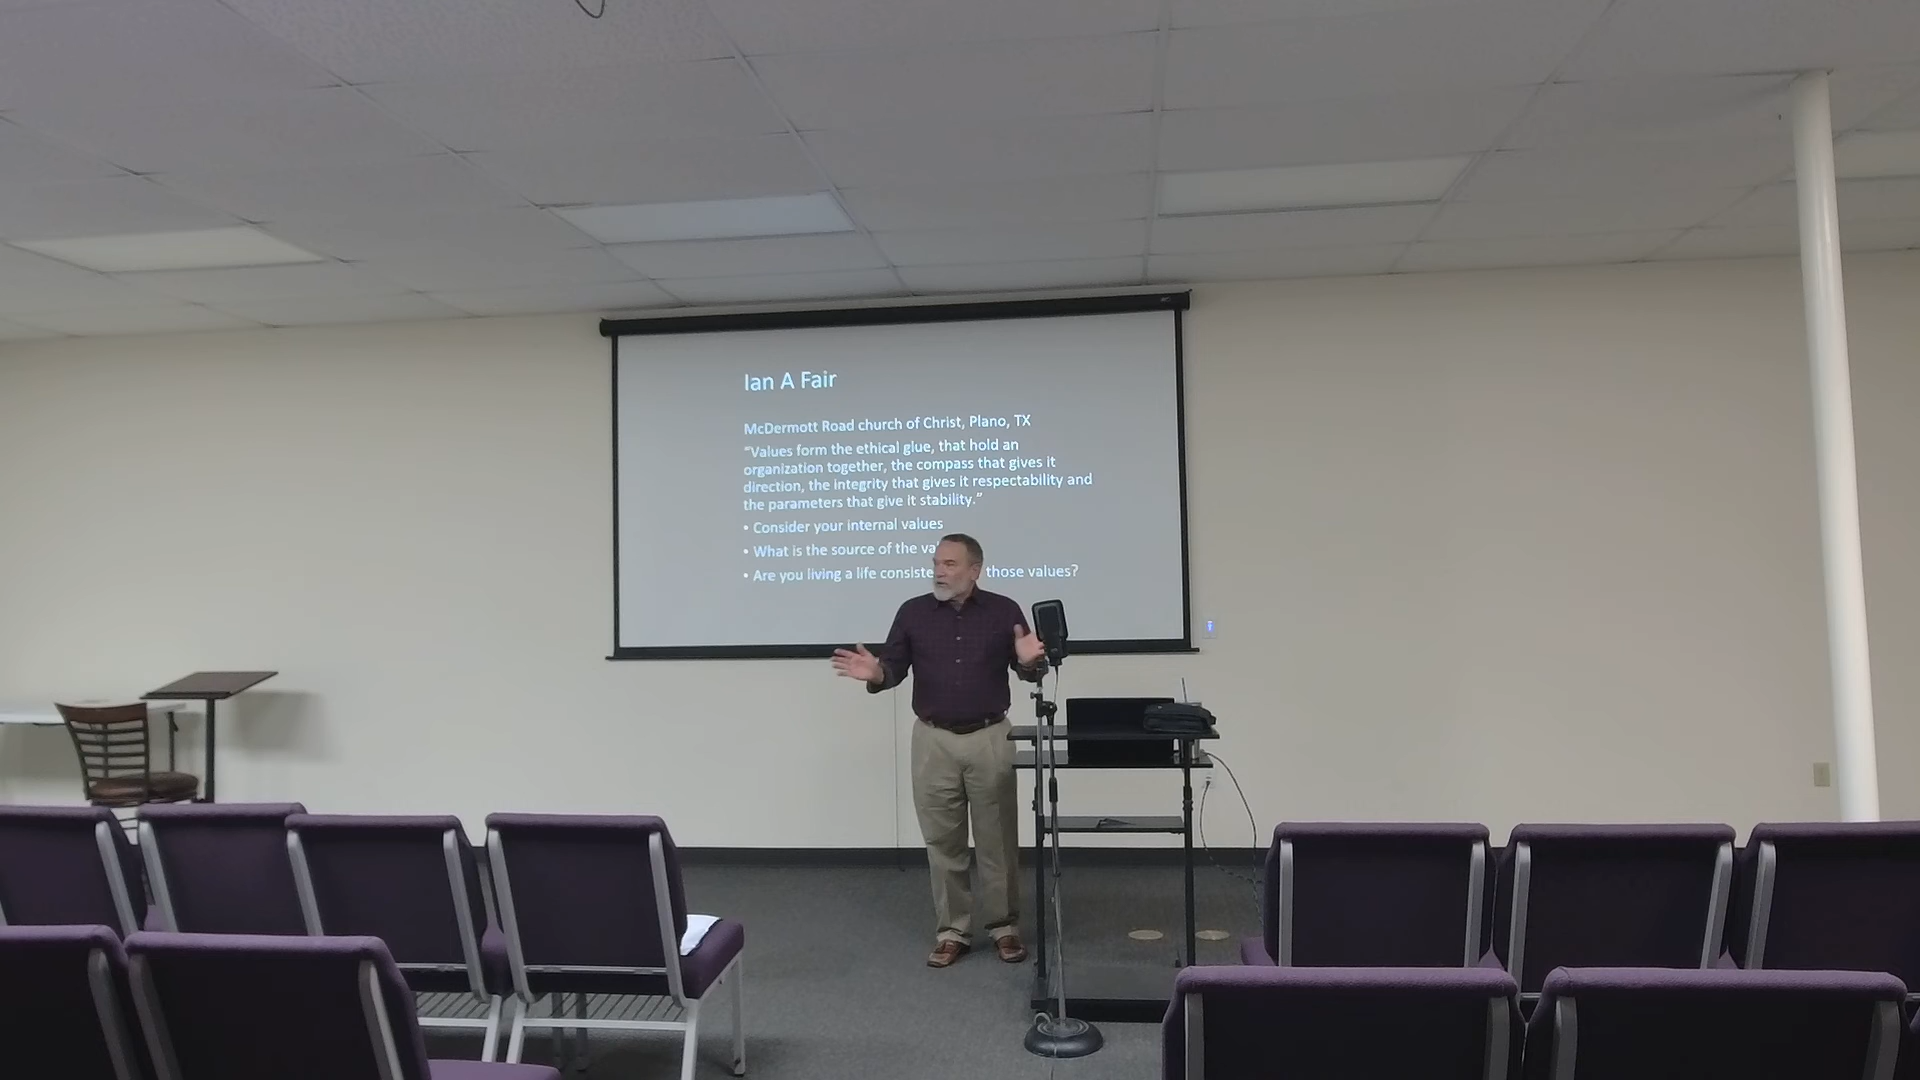 Ian A Fair
McDermott Road church of Christ, Plano, TX
“Values form the ethical glue, that hold an
organization together, the compass that gives it
direction, the integrity that gives it respectability and
the parameters that give it stability.”
• Consider your internal values
• What is the source of the
• Are you living a life those values?